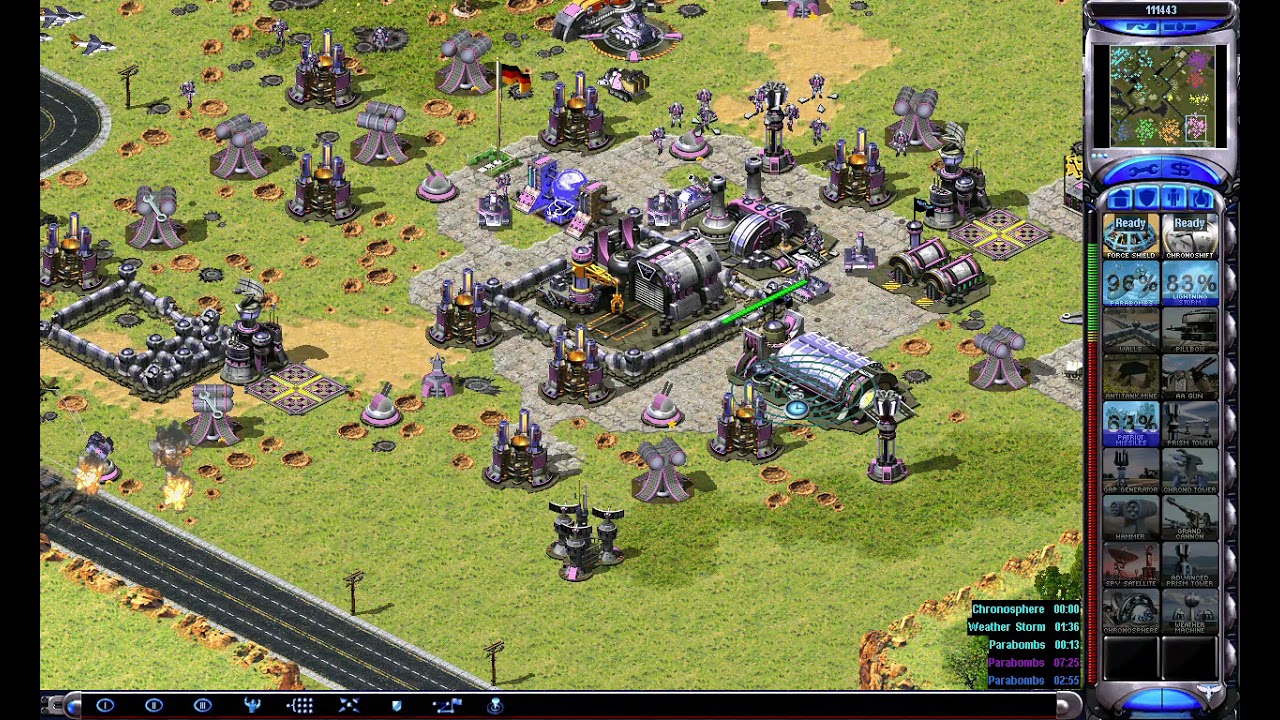 111443
Ready
Ready
FORCE SHIELD
CHRONOSHIFT
96%
83%
PARABOMBS
LIGHTNING STORM
WALLS
PILLBOX
ANTITANK MINE
AA GUN
63%
PATRIOT MISSILES
PRISM TOWER
GAP GENERATOR
CHRONO TOWER
HAMMER
GRAND CANNON
SPY SATELLITE
ADVANCED PRISM TOWER
CHRONOSPHERE
WEATHER MACHINE
Chronosphere 00:00
Weather Storm 01:36
Parabombs 00:13
Parabombs 07:25
Parabombs 02:55